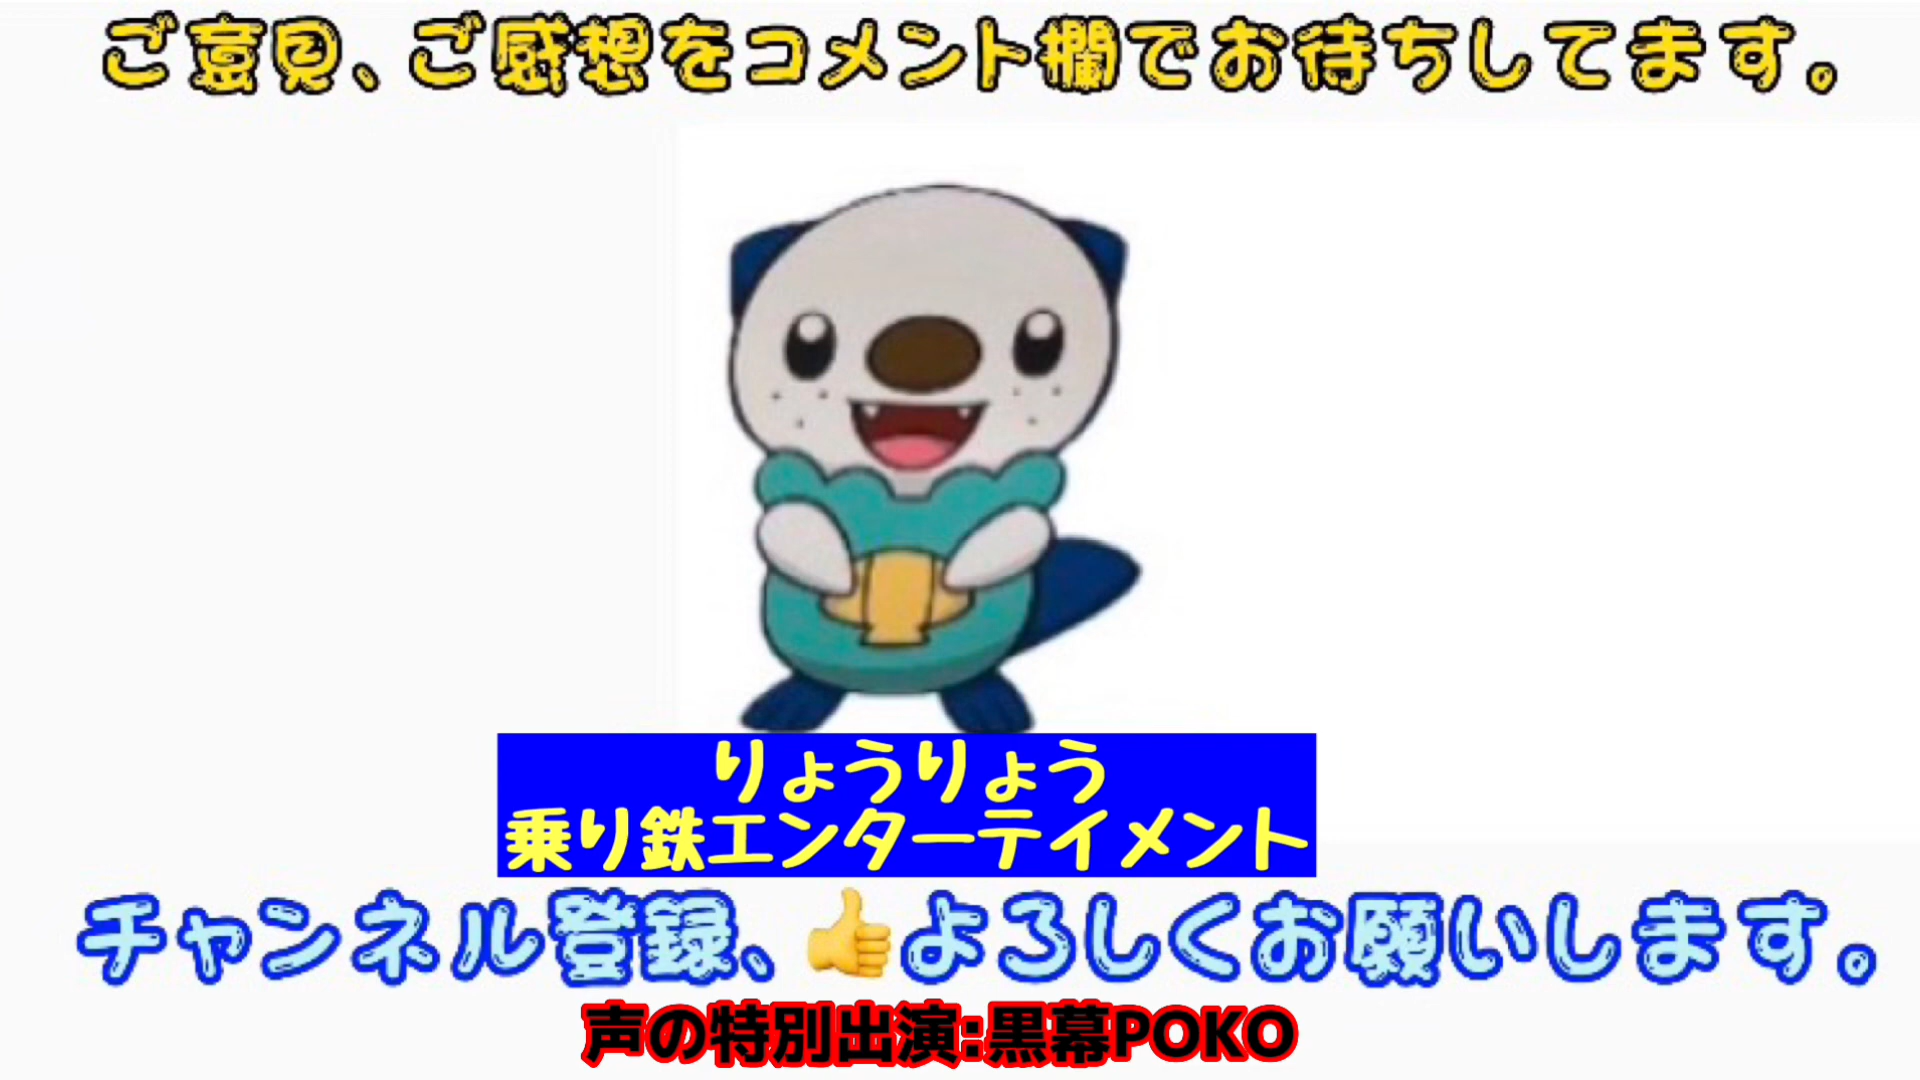 ご意見、ご感想をコメント欄でお待ちしてます。
りょうりょう
乗り鉄エンターテイメント
チャンネル登録、👍よろしくお願いします。
声の特別出演:黒幕POKO